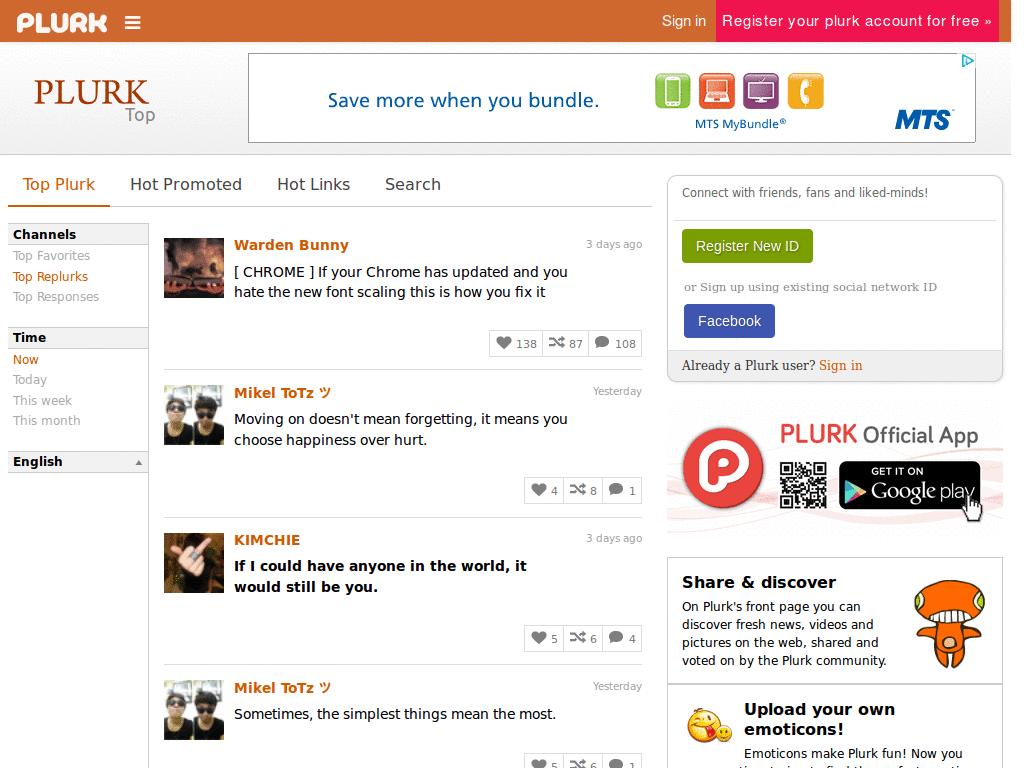 PLURK
Sign in
Register your plurk account for free »
PLURK
Top
Save more when you bundle.
MTS MyBundle®
MTS™
Top Plurk
Hot Promoted
Hot Links
Search
Channels
Top Favorites
Top Replurks
Top Responses
Time
Now
Today
This week
This month
English
Warden Bunny
3 days ago
[ CHROME ] If your Chrome has updated and you
hate the new font scaling this is how you fix it
138
87
108
Mikel ToTz ツ
Yesterday
Moving on doesn't mean forgetting, it means you
choose happiness over hurt.
4
8
1
KIMCHIE
3 days ago
If I could have anyone in the world, it
would still be you.
5
6
4
Mikel ToTz ツ
Yesterday
Sometimes, the simplest things mean the most.
5
6
1
Connect with friends, fans and liked-minds!
Register New ID
or Sign up using existing social network ID
Facebook
Already a Plurk user? Sign in
PLURK Official App
GET IT ON
Google play
Share & discover
On Plurk's front page you can
discover fresh news, videos and
pictures on the web, shared and
voted on by the Plurk community.
Upload your own
emoticons!
Emoticons make Plurk fun! Now you